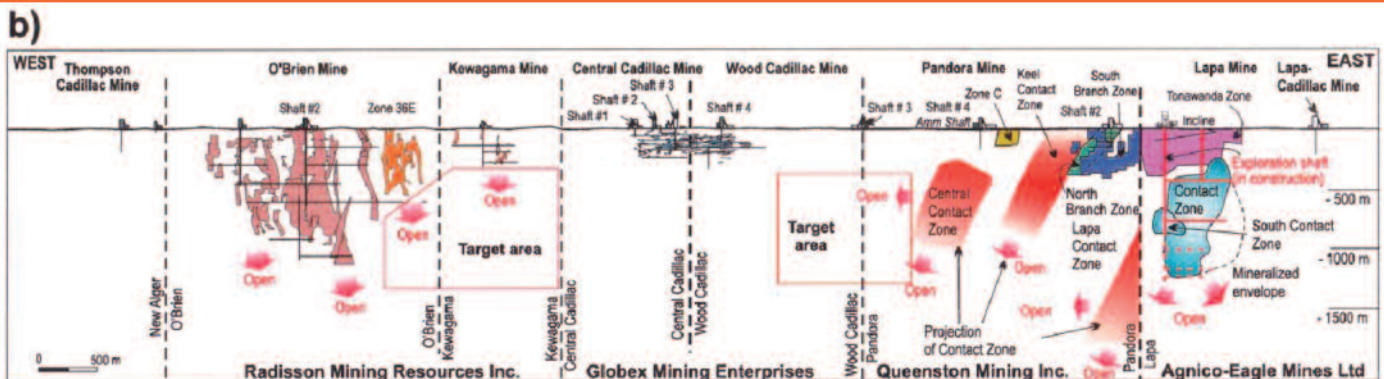 b)
WEST
EAST
Thompson
Cadillac Mine
O'Brien Mine
Kewagama Mine
Central Cadillac Mine
Wood Cadillac Mine
Pandora Mine
Lapa Mine
Lapa-
Cadillac Mine
Shaft #2
Zone 36E
Shaft #1
Shaft # 2
Shaft # 3
Shaft # 4
Shaft # 3
Shaft # 4
Amm Shaft
Zone C
Keel
Contact
Zone
Shaft #2
South
Branch
Zone
Tonawanda Zone
Incline
Exploration shaft
(in construction)
- 500 m
- 1000 m
- 1500 m
Open
Open
Open
Open
Target area
Target
area
Open
Central
Contact
Zone
Open
Open
North
Branch Zone
Lapa
Contact
Zone
Open
Open
Contact
Zone
South Contact
Zone
Mineralized
envelope
Open
Projection
of Contact Zone
New Alger
O'Brien
O'Brien
Kewagama
Kewagama
Central Cadillac
Central Cadillac
Wood Cadillac
Wood Cadillac
Pandora
Pandora
Lapa
0 500 m
Radisson Mining Resources Inc.
Globex Mining Enterprises
Queenston Mining Inc.
Agnico-Eagle Mines Ltd